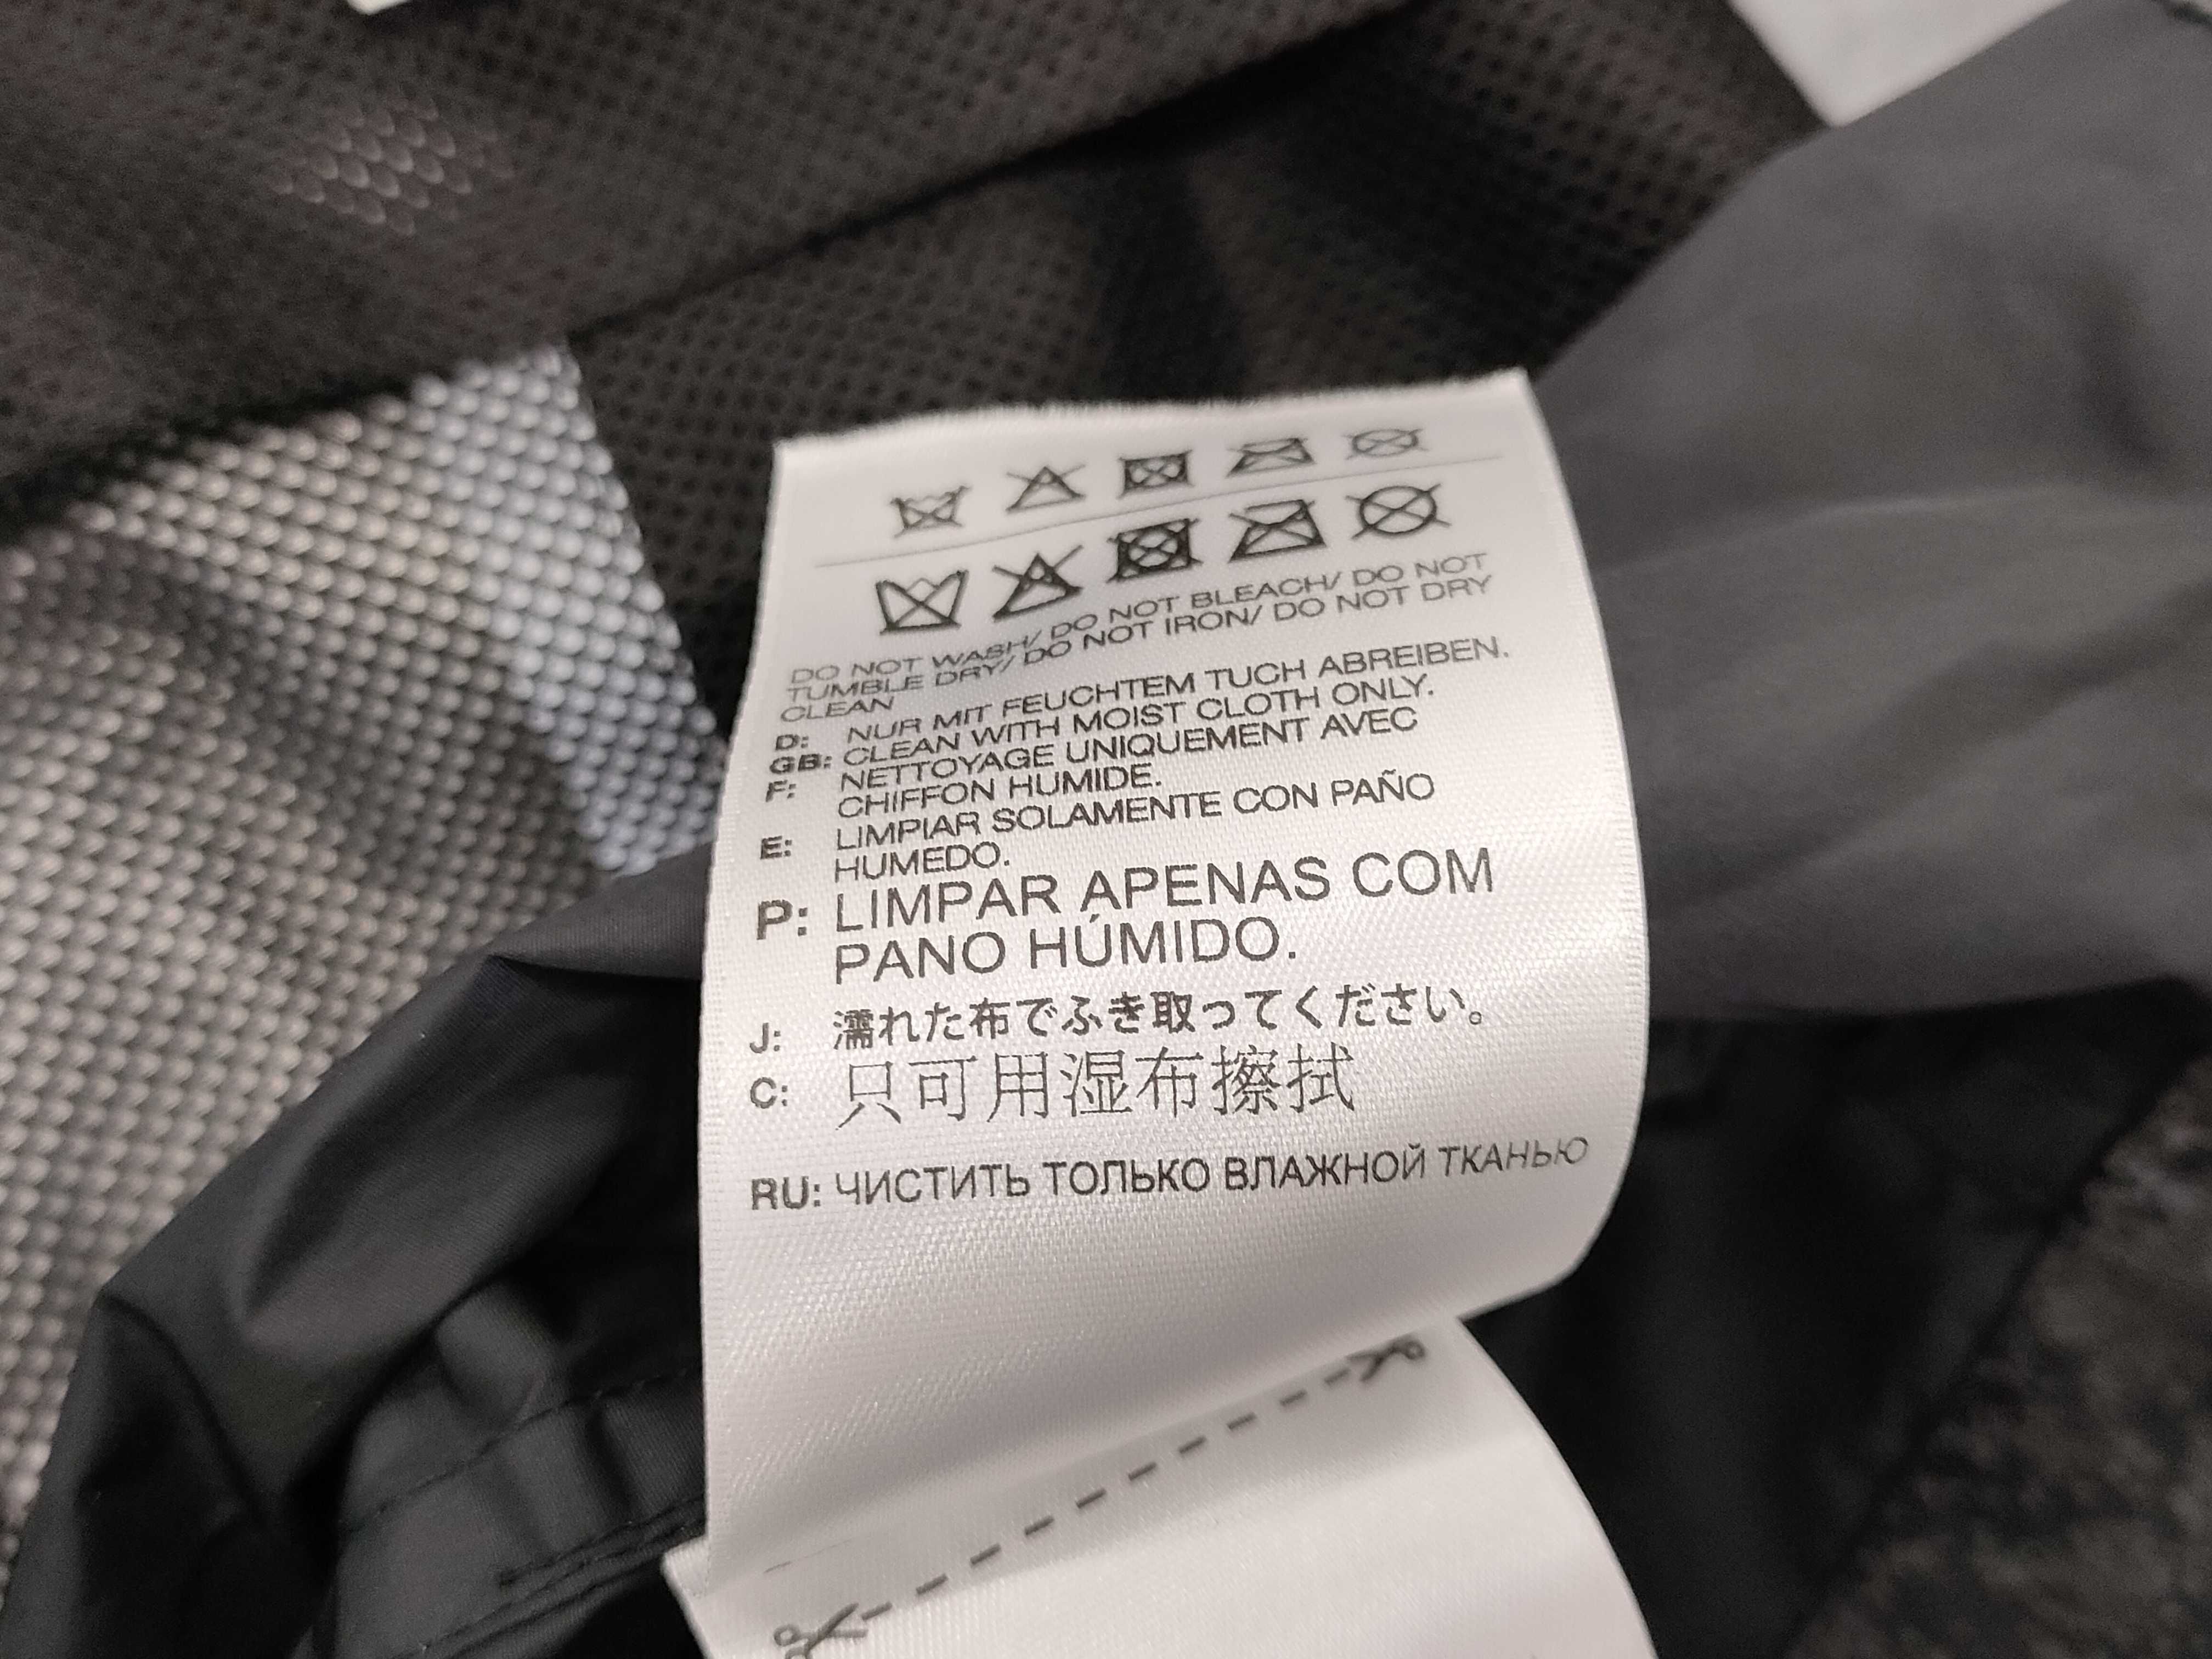 DO NOT WASH/ DO NOT BLEACH/ DO NOT
TUMBLE DRY/ DO NOT IRON/ DO NOT DRY
CLEAN
D: NUR MIT FEUCHTEM TUCH ABREIBEN.
GB: CLEAN WITH MOIST CLOTH ONLY.
F: NETTOYAGE UNIQUEMENT AVEC
CHIFFON HUMIDE.
E: LIMPIAR SOLAMENTE CON PAÑO
HUMEDO.
P: LIMPAR APENAS COM
PANO HÚMIDO.
J: 濡れた布でふき取ってください。
C: 只可用湿布擦拭
RU: ЧИСТИТЬ ТОЛЬКО ВЛАЖНОЙ ТКАНЬЮ